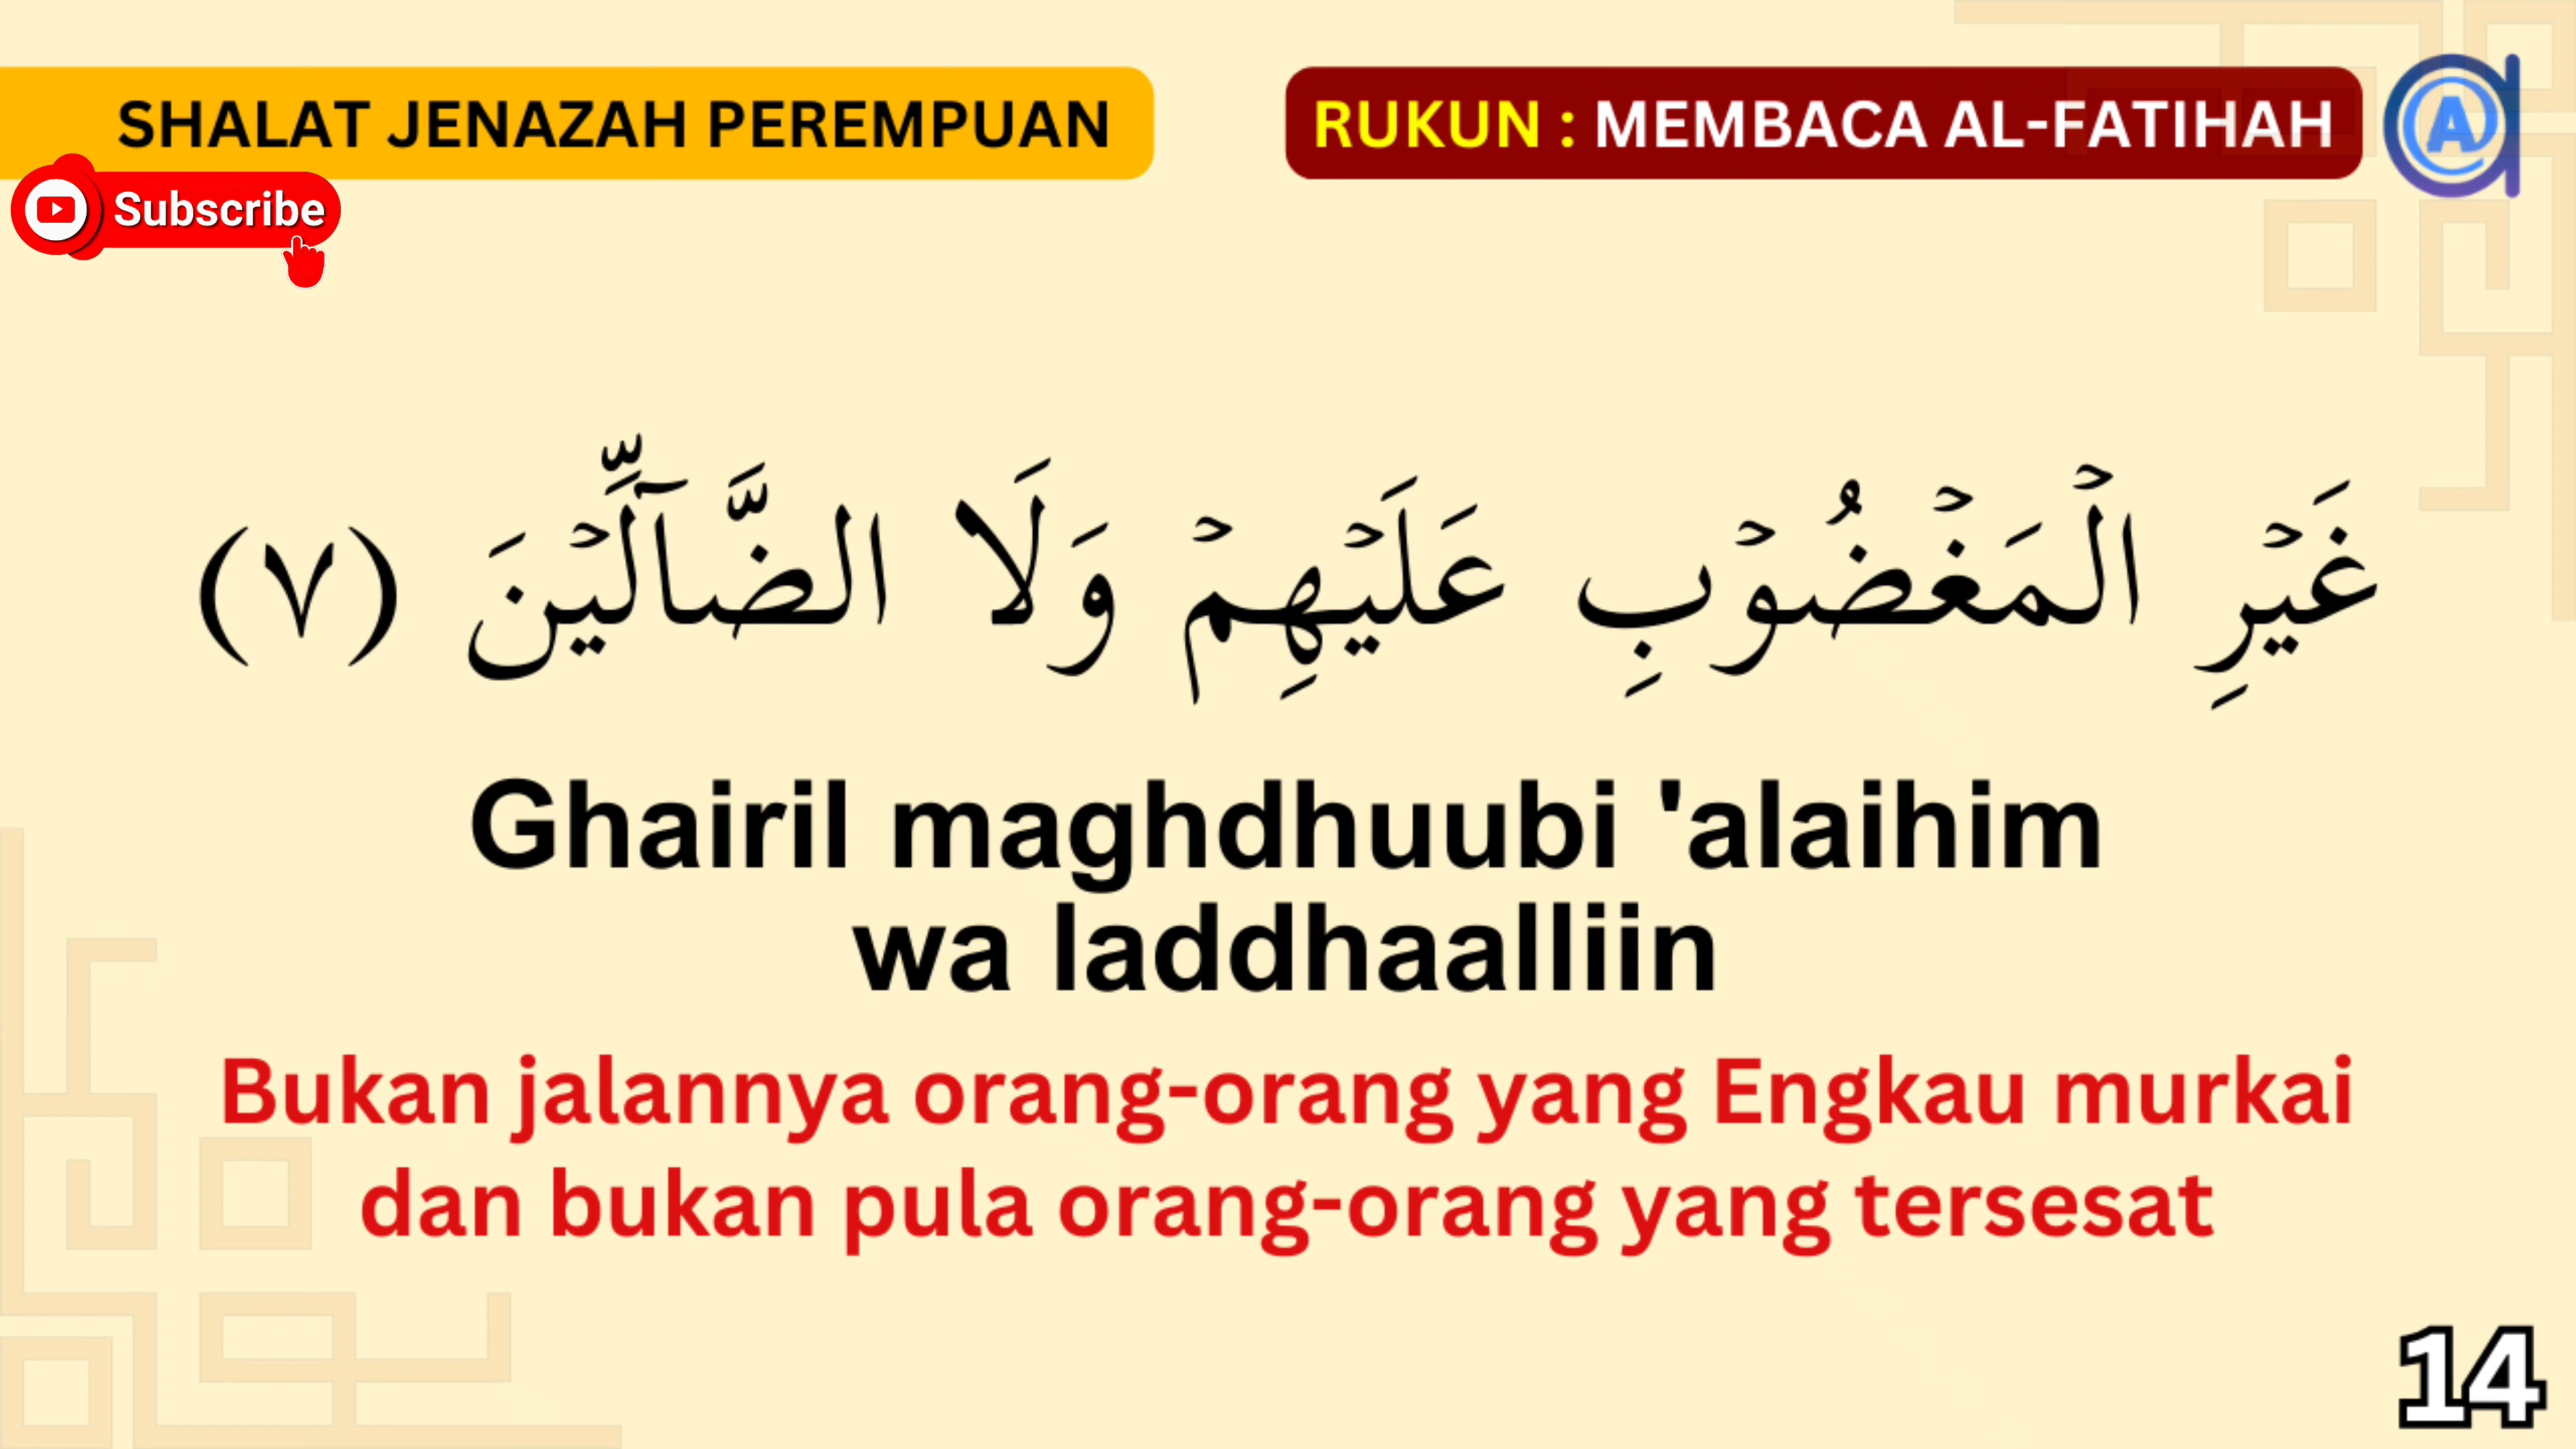 SHALAT JENAZAH PEREMPUAN
RUKUN : MEMBACA AL-FATIHAH
@A
Subscribe
غَيْرِ الْمَغْضُوْبِ عَلَيْهِمْ وَلَا الضَّآلِّيْنَ (٧)
Ghairil maghdhuubi 'alaihim
wa laddhaalliin
Bukan jalannya orang-orang yang Engkau murkai
dan bukan pula orang-orang yang tersesat
14